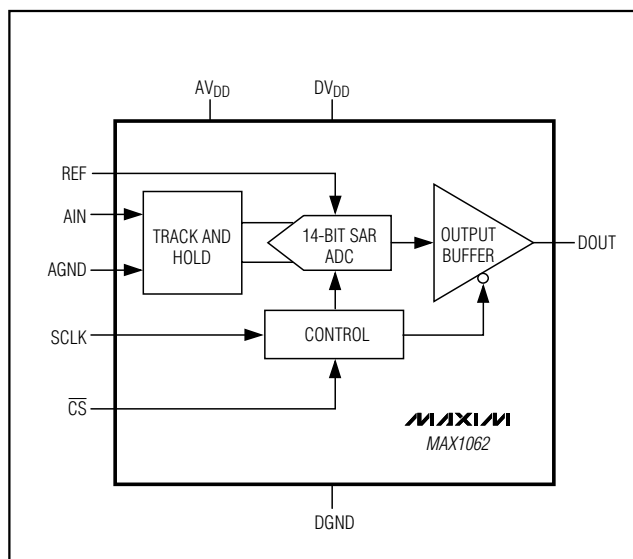 AVDD
DVDD
REF
AIN
TRACK AND
HOLD
14-BIT SAR
ADC
OUTPUT
BUFFER
DOUT
AGND
SCLK
CONTROL
C̅S̅
MAXIM
MAX1062
DGND